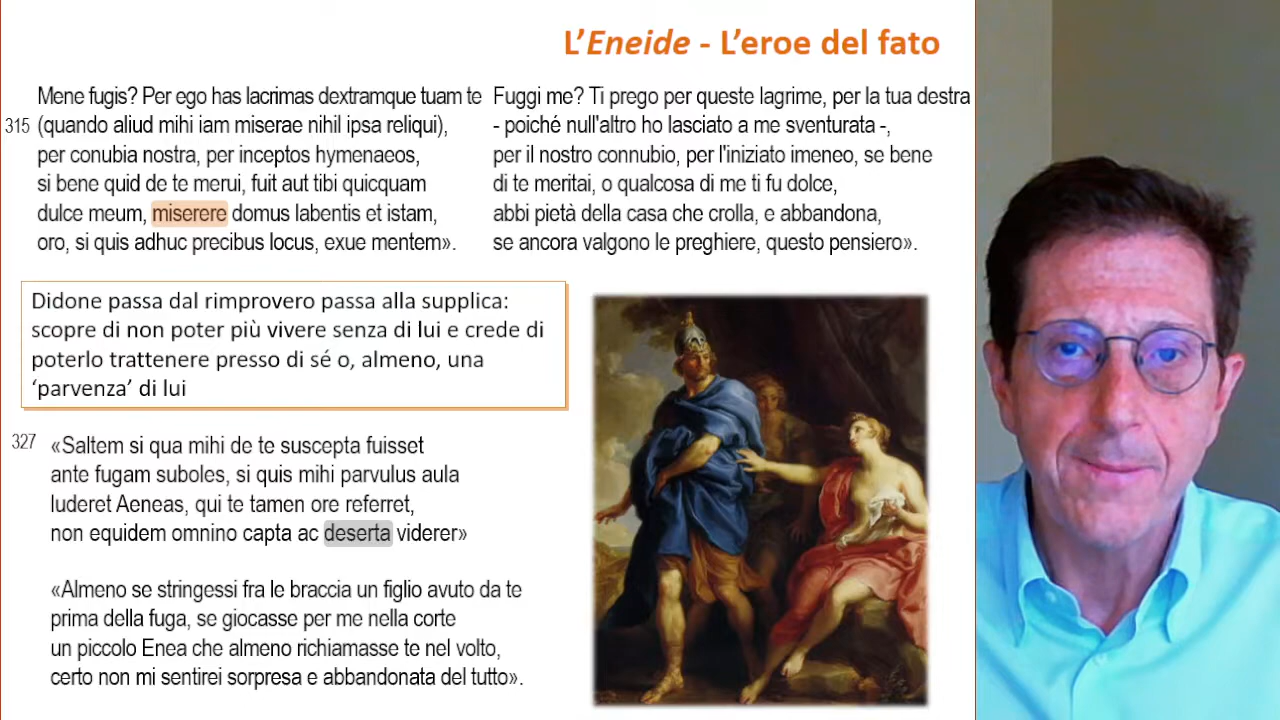 L'Eneide - L'eroe del fato
Mene fugis? Per ego has lacrimas dextramque tuam te
315 (quando aliud mihi iam miserae nihil ipsa reliqui),
per conubia nostra, per inceptos hymenaeos,
si bene quid de te merui, fuit aut tibi quicquam
dulce meum, miserere domus labentis et istam,
oro, si quis adhuc precibus locus, exue mentem».
Fuggi me? Ti prego per queste lagrime, per la tua destra
- poiché null'altro ho lasciato a me sventurata -,
per il nostro connubio, per l'iniziato imeneo, se bene
di te meritai, o qualcosa di me ti fu dolce,
abbi pietà della casa che crolla, e abbandona,
se ancora valgono le preghiere, questo pensiero».
Didone passa dal rimprovero passa alla supplica:
scopre di non poter più vivere senza di lui e crede di
poterlo trattenere presso di sé o, almeno, una
'parvenza' di lui
327 «Saltem si qua mihi de te suscepta fuisset
ante fugam suboles, si quis mihi parvulus aula
luderet Aeneas, qui te tamen ore referret,
non equidem omnino capta ac deserta viderer»
«Almeno se stringessi fra le braccia un figlio avuto da te
prima della fuga, se giocasse per me nella corte
un piccolo Enea che almeno richiamasse te nel volto,
certo non mi sentirei sorpresa e abbandonata del tutto».